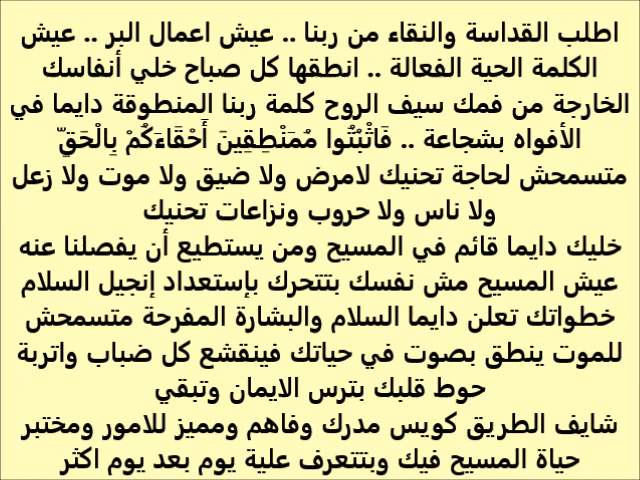 اطلب القداسة والنقاء من ربنا .. عيش اعمال البر .. عيش
الكلمة الحية الفعالة .. انطقها كل صباح خلي أنفاسك
الخارجة من فمك سيف الروح كلمة ربنا المنطوقة دايما في
الأفواه بشجاعة .. فَاثْبُتُوا مُمَنْطِقِينَ أَحْقَاءَكُمْ بِالْحَقِّ
متسمحش لحاجة تحنيك لامرض ولا ضيق ولا موت ولا زعل
ولا ناس ولا حروب ونزاعات تحنيك
خليك دايما قائم في المسيح ومن يستطيع أن يفصلنا عنه
عيش المسيح مش نفسك بتتحرك بإستعداد إنجيل السلام
خطواتك تعلن دايما السلام والبشارة المفرحة متسمحش
للموت ينطق بصوت في حياتك فينقشع كل ضباب واتربة
حوط قلبك بترس الايمان وتبقي
شايف الطريق كويس مدرك وفاهم ومميز للامور ومختبر
حياة المسيح فيك وبتتعرف علية يوم بعد يوم اكثر